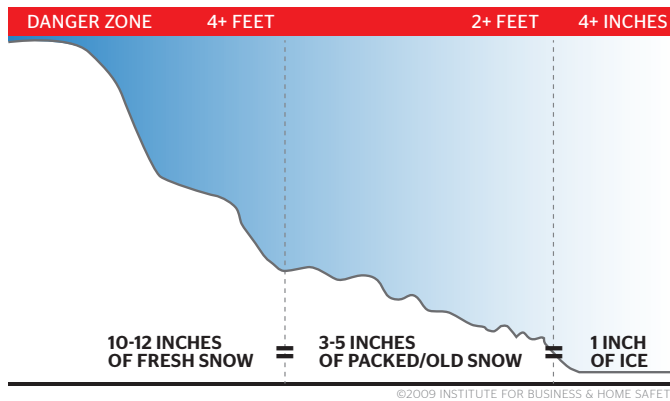 DANGER ZONE 4+ FEET 2+ FEET 4+ INCHES
10-12 INCHES
OF FRESH SNOW
=
3-5 INCHES
OF PACKED/OLD SNOW
=
1 INCH
OF ICE
©2009 INSTITUTE FOR BUSINESS & HOME SAFET